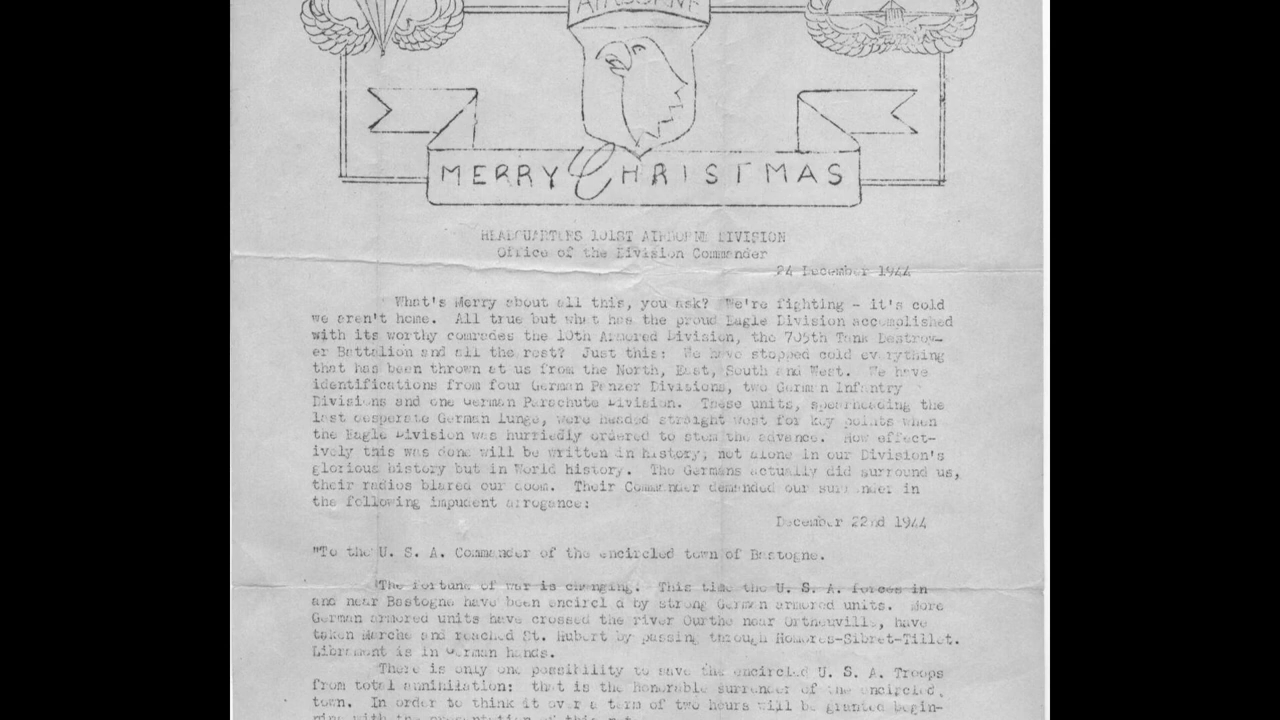 AIRBORNE
MERRY CHRISTMAS
HEADQUARTERS 101ST AIRBORNE DIVISION
Office of the Division Commander
24 December 1944
What's Merry about all this, you ask? We're fighting - it's cold
we aren't home. All true but what has the proud Eagle Division accomplished
with its worthy comrades the 10th Armored Division, the 705th Tank Destroy-
er Battalion and all the rest? Just this: We have stopped cold everything
that has been thrown at us from the North, East, South and West. We have
identifications from four German Panzer Divisions, two German Infantry
Divisions and one German Parachute Division. These units, spearheading the
last desperate German lunge, were headed straight west for key points when
the Eagle Division was hurriedly ordered to stem the advance. How effect-
ively this was done will be written in history; not alone in our Division's
glorious history but in World history. The Germans actually did surround us,
their radios blared our doom. Their Commander demanded our surrender in
the following impudent arrogance:
December 22nd 1944
"To the U. S. A. Commander of the encircled town of Bastogne.
The fortune of war is changing. This time the U. S. A. forces in
and near Bastogne have been encircled by strong German armored units. More
German armored units have crossed the river Ourthe near Ortheuville, have
taken Marche and reached St. Hubert by passing through Homores-Sibret-Tillet.
Libramont is in German hands.
There is only one possibility to save the encircled U. S. A. Troops
from total annihilation: that is the honorable surrender of the encircled
town. In order to think it over a term of two hours will be granted begin-
ning with the presentation of this note.